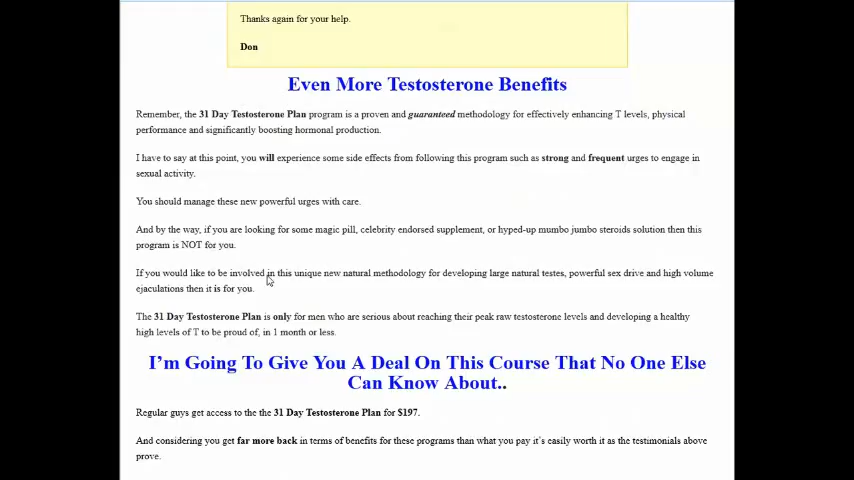 Thanks again for your help.
Don
Even More Testosterone Benefits
Remember, the 31 Day Testosterone Plan program is a proven and guaranteed methodology for effectively enhancing T levels, physical
performance and significantly boosting hormonal production.
I have to say at this point, you will experience some side effects from following this program such as strong and frequent urges to engage in
sexual activity.
You should manage these new powerful urges with care.
And by the way, if you are looking for some magic pill, celebrity endorsed supplement, or hyped-up mumbo jumbo steroids solution then this
program is NOT for you.
If you would like to be involved in this unique new natural methodology for developing large natural testes, powerful sex drive and high volume
ejaculations then it is for you.
The 31 Day Testosterone Plan is only for men who are serious about reaching their peak raw testosterone levels and developing a healthy
high levels of T to be proud of, in 1 month or less.
I'm Going To Give You A Deal On This Course That No One Else
Can Know About..
Regular guys get access to the the 31 Day Testosterone Plan for $197.
And considering you get far more back in terms of benefits for these programs than what you pay it's easily worth it as the testimonials above
prove.